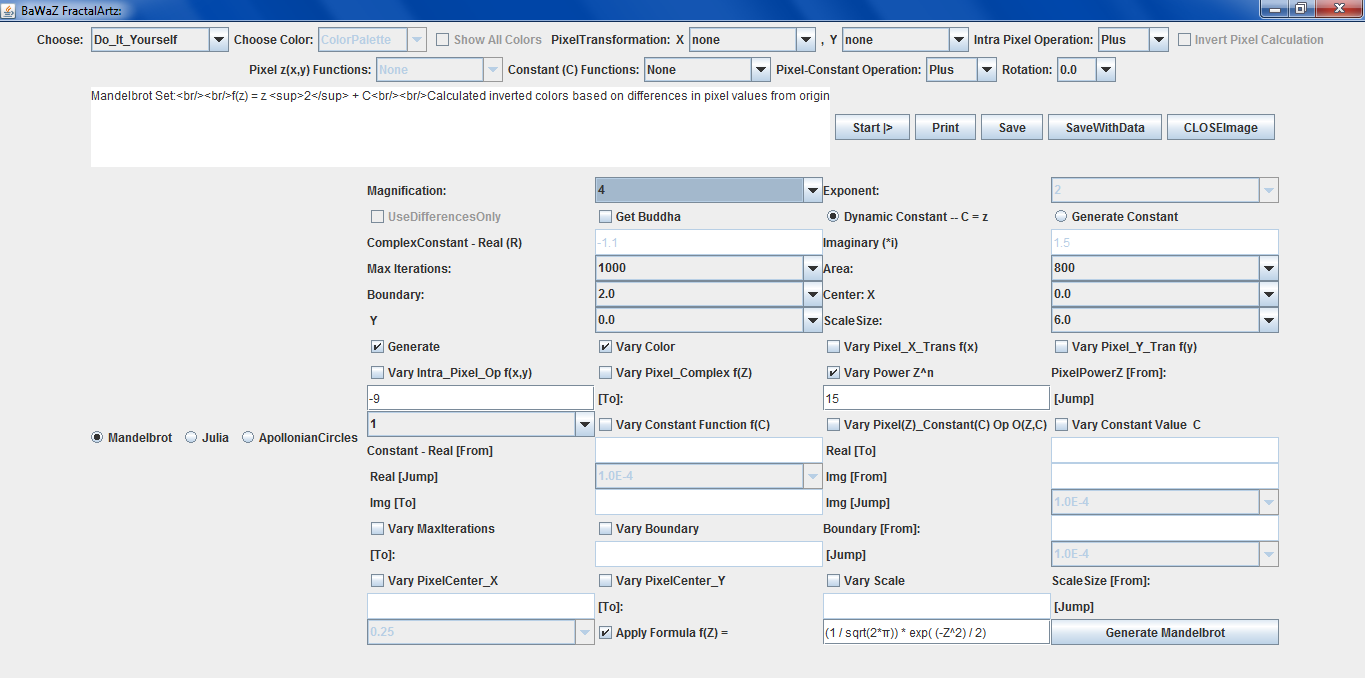 BaWaZ FractalArtz:
Choose: Do_It_Yourself Choose Color: ColorPalette Show All Colors PixelTransformation: X none , Y none Intra Pixel Operation: Plus Invert Pixel Calculation
Pixel z(x,y) Functions: None Constant (C) Functions: None Pixel-Constant Operation: Plus Rotation: 0.0
Mandelbrot Set:<br/><br/>f(z) = z <sup>2</sup> + C<br/><br/>Calculated inverted colors based on differences in pixel values from origin
Start |> Print Save SaveWithData CLOSEImage
Magnification: 4 Exponent: 2
UseDifferencesOnly Get Buddha Dynamic Constant -- C = z Generate Constant
ComplexConstant - Real (R) -1.1 Imaginary (*i) 1.5
Max Iterations: 1000 Area: 800
Boundary: 2.0 Center: X 0.0
Y 0.0 ScaleSize: 6.0
Generate Vary Color Vary Pixel_X_Trans f(x) Vary Pixel_Y_Tran f(y)
Vary Intra_Pixel_Op f(x,y) Vary Pixel_Complex f(Z) Vary Power Z^n PixelPowerZ [From]:
-9 [To]: 15 [Jump]
1 Vary Constant Function f(C) Vary Pixel(Z)_Constant(C) Op O(Z,C) Vary Constant Value C
Mandelbrot Julia ApollonianCircles
Constant - Real [From] Real [To]
Real [Jump] 1.0E-4 Img [From]
Img [To] Img [Jump] 1.0E-4
Vary MaxIterations Vary Boundary Boundary [From]:
[To]: [Jump] 1.0E-4
Vary PixelCenter_X Vary PixelCenter_Y Vary Scale ScaleSize [From]:
[To]: [Jump]
0.25 Apply Formula f(Z) = (1 / sqrt(2*π)) * exp( (-Z^2) / 2) Generate Mandelbrot